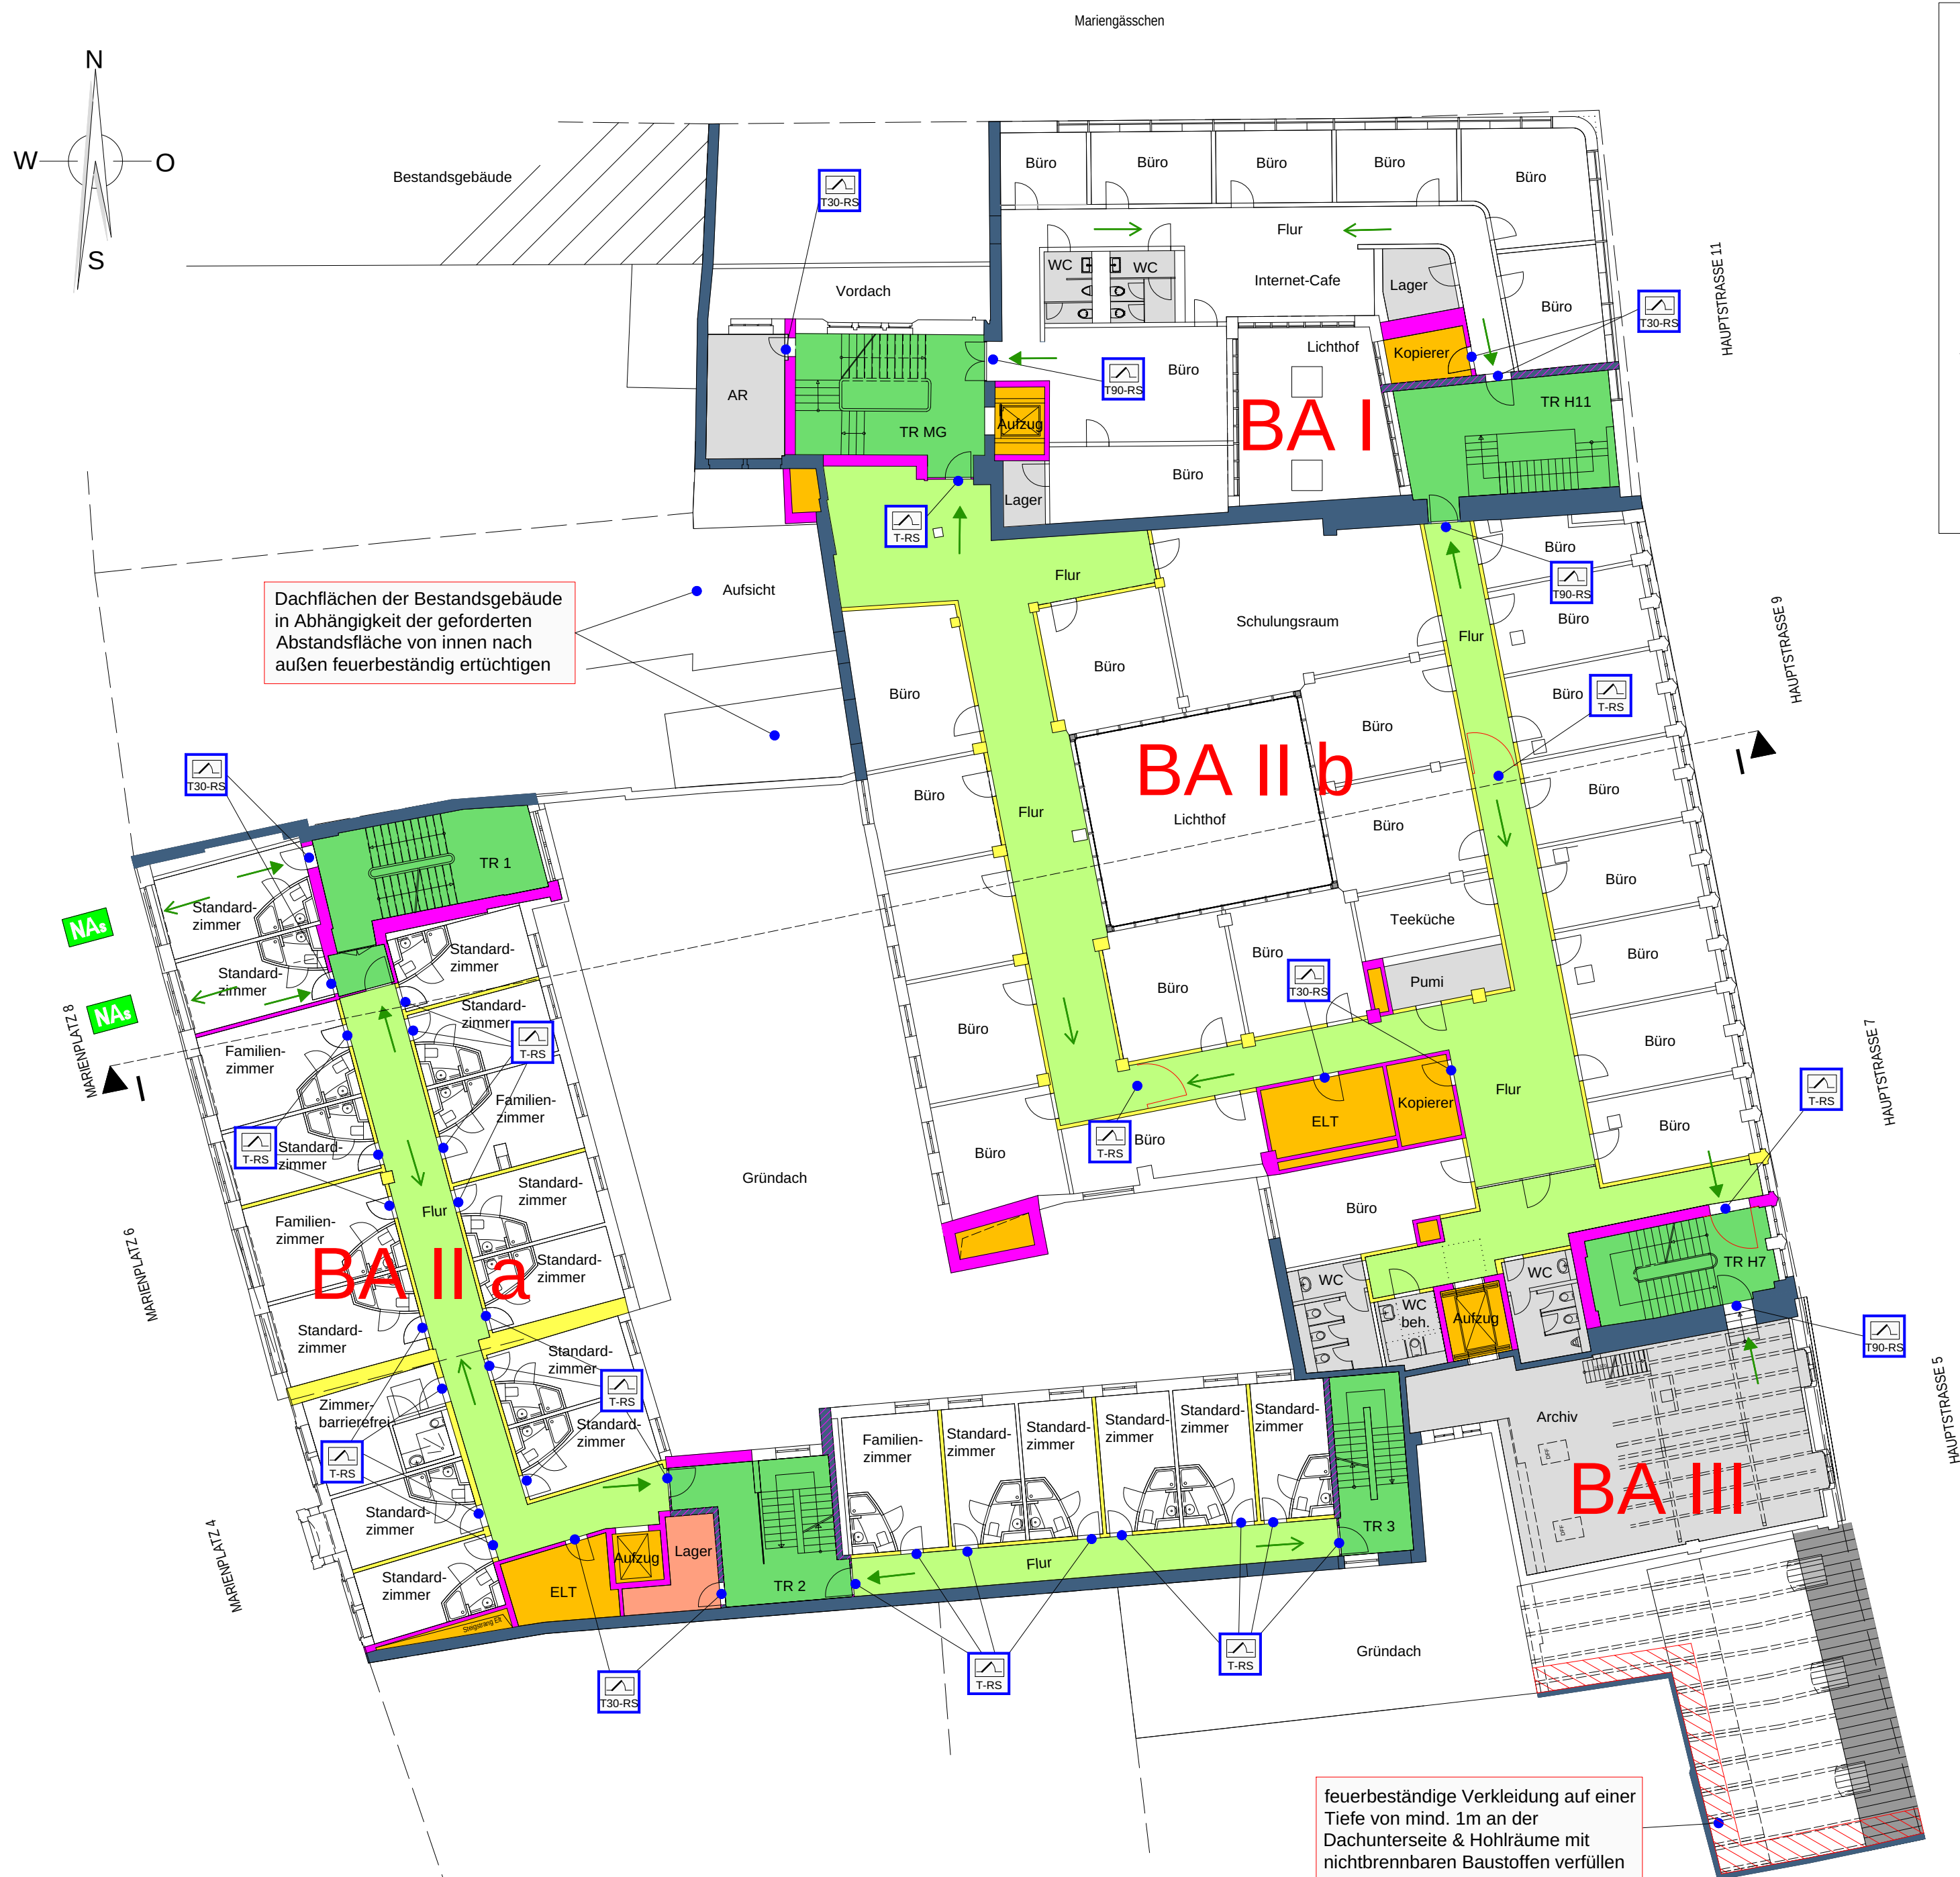 Mariengässchen
N
W
O
S
Bestandsgebäude
T30-RS
Büro
Büro
Büro
Büro
Büro
Flur
WC
WC
Internet-Cafe
Lager
Büro
T30-RS
HAUPTSTRASSE 11
Vordach
Lichthof
Kopierer
Büro
T90-RS
AR
TR MG
Aufzug
BA I
TR H11
Büro
Lager
T-RS
Büro
T90-RS
Flur
Aufsicht
Dachflächen der Bestandsgebäude
in Abhängigkeit der geforderten
Abstandsfläche von innen nach
außen feuerbeständig ertüchtigen
Schulungsraum
Büro
Flur
HAUPTSTRASSE 9
Büro
Büro
Büro
T-RS
Büro
BA II b
I
T30-RS
Büro
Flur
Lichthof
Büro
Büro
TR 1
Büro
Standard-
zimmer
Teeküche
NAs
Standard-
zimmer
Büro
Büro
Standard-
zimmer
T30-RS
Pumi
Büro
NAs
Standard-
zimmer
MARIENPLATZ 8
T-RS
Büro
Büro
HAUPTSTRASSE 7
Familien-
zimmer
I
Flur
T-RS
Kopierer
Familien-
zimmer
ELT
Büro
T-RS
Standard-
zimmer
T-RS
Büro
Büro
Gründach
Standard-
zimmer
Flur
Büro
Familien-
zimmer
MARIENPLATZ 6
BA II a
Standard-
zimmer
TR H7
WC
WC
WC
beh.
Aufzug
T90-RS
Standard-
zimmer
Standard-
zimmer
T-RS
HAUPTSTRASSE 5
Zimmer-
barrierefrei
Standard-
zimmer
Familien-
zimmer
Standard-
zimmer
Standard-
zimmer
Standard-
zimmer
Standard-
zimmer
Standard-
zimmer
Archiv
T-RS
BA III
Standard-
zimmer
TR 3
MARIENPLATZ 4
Aufzug
Lager
Flur
Standard-
zimmer
ELT
TR 2
Steigstrang Elt
T-RS
T-RS
Gründach
T30-RS
feuerbeständige Verkleidung auf einer
Tiefe von mind. 1m an der
Dachunterseite & Hohlräume mit
nichtbrennbaren Baustoffen verfüllen